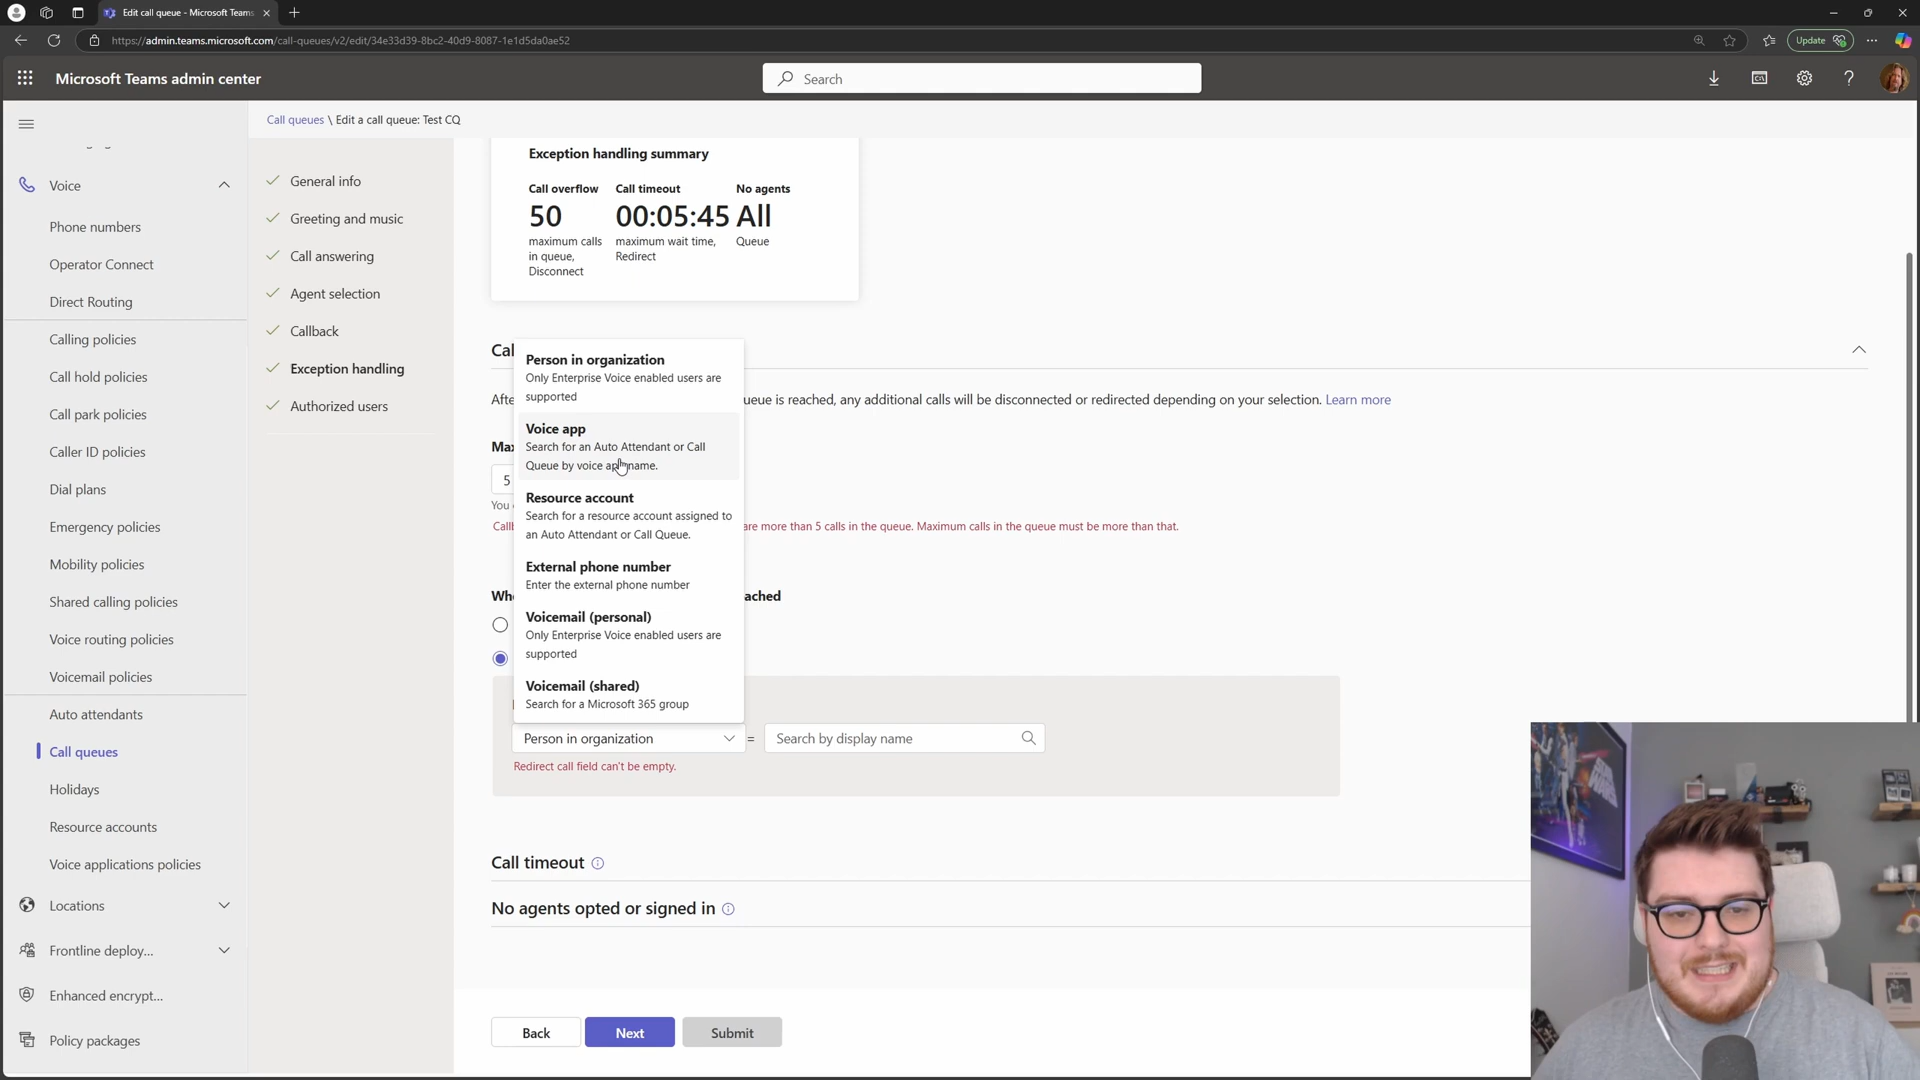 Edit call queue - Microsoft Teams
https://admin.teams.microsoft.com/call-queues/v2/edit/34e33d39-8bc2-40d9-8087-1e1d5da0ae52
Update
Microsoft Teams admin center
Search
Call queues \ Edit a call queue: Test CQ
Voice
Phone numbers
Operator Connect
Direct Routing
Calling policies
Call hold policies
Call park policies
Caller ID policies
Dial plans
Emergency policies
Mobility policies
Shared calling policies
Voice routing policies
Voicemail policies
Auto attendants
Call queues
Holidays
Resource accounts
Voice applications policies
Locations
Frontline deploy...
Enhanced encrypt...
Policy packages
General info
Greeting and music
Call answering
Agent selection
Callback
Exception handling
Authorized users
Exception handling summary
Call overflow Call timeout No agents
50 00:05:45 All
maximum calls maximum wait time, Queue
in queue, Redirect
Disconnect
Cal
Person in organization
Only Enterprise Voice enabled users are
supported
Afte
ueue is reached, any additional calls will be disconnected or redirected depending on your selection. Learn more
Voice app
Search for an Auto Attendant or Call
Queue by voice app name.
Max
5
You
Callb
are more than 5 calls in the queue. Maximum calls in the queue must be more than that.
Resource account
Search for a resource account assigned to
an Auto Attendant or Call Queue.
External phone number
Enter the external phone number
Whe
ached
Voicemail (personal)
Only Enterprise Voice enabled users are
supported
Voicemail (shared)
Search for a Microsoft 365 group
Person in organization = Search by display name
Redirect call field can't be empty.
Call timeout
No agents opted or signed in
Back Next Submit